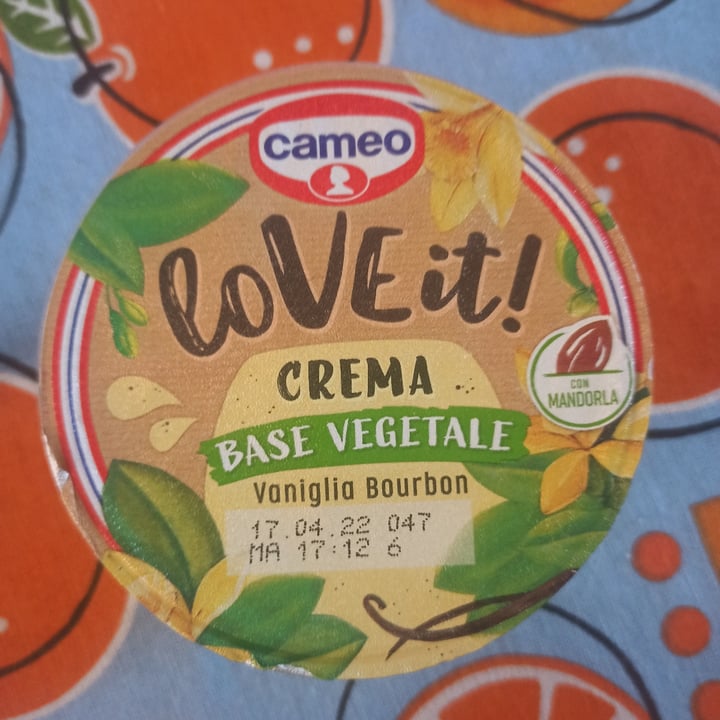 cameo
loVE it!
CREMA
CON
MANDORLA
BASE VEGETALE
Vaniglia Bourbon
17.04.22 047
MA 17:12 6